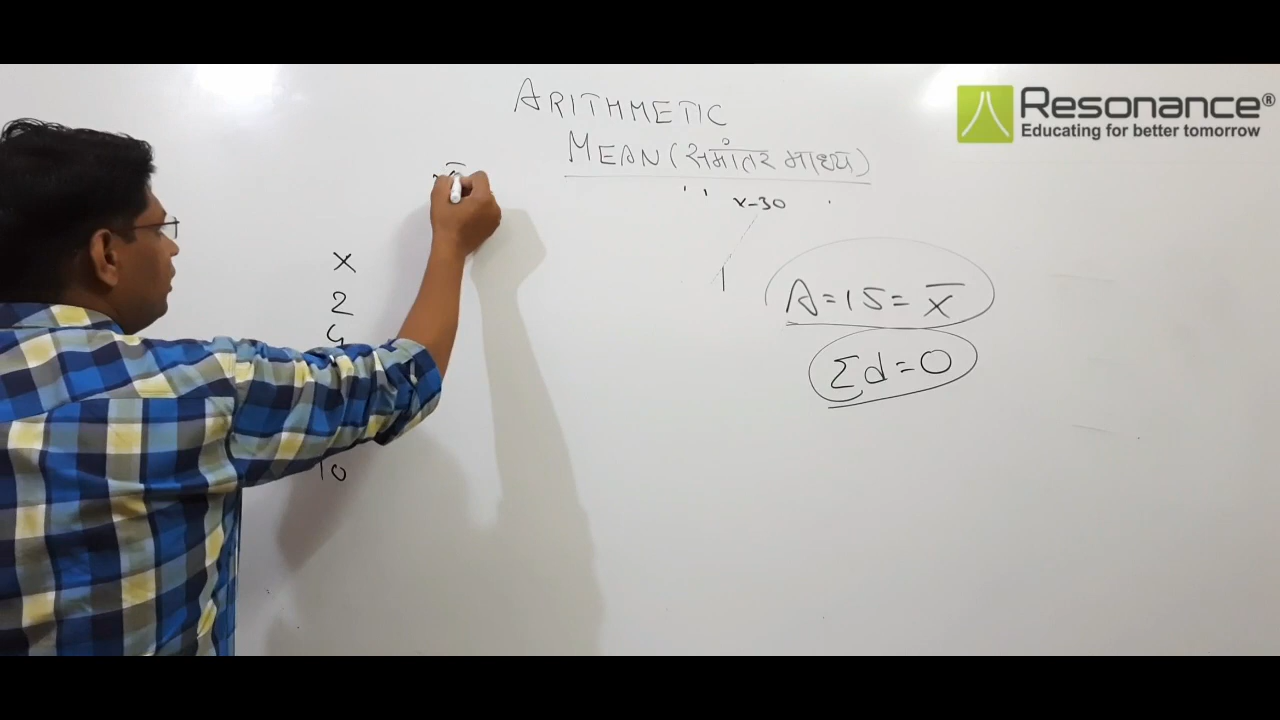 Resonance®
Educating for better tomorrow
ARITHMETIC
MEAN (समांतर माध्य)
x-30
x
2
10
A=15=x̅
Σd=0